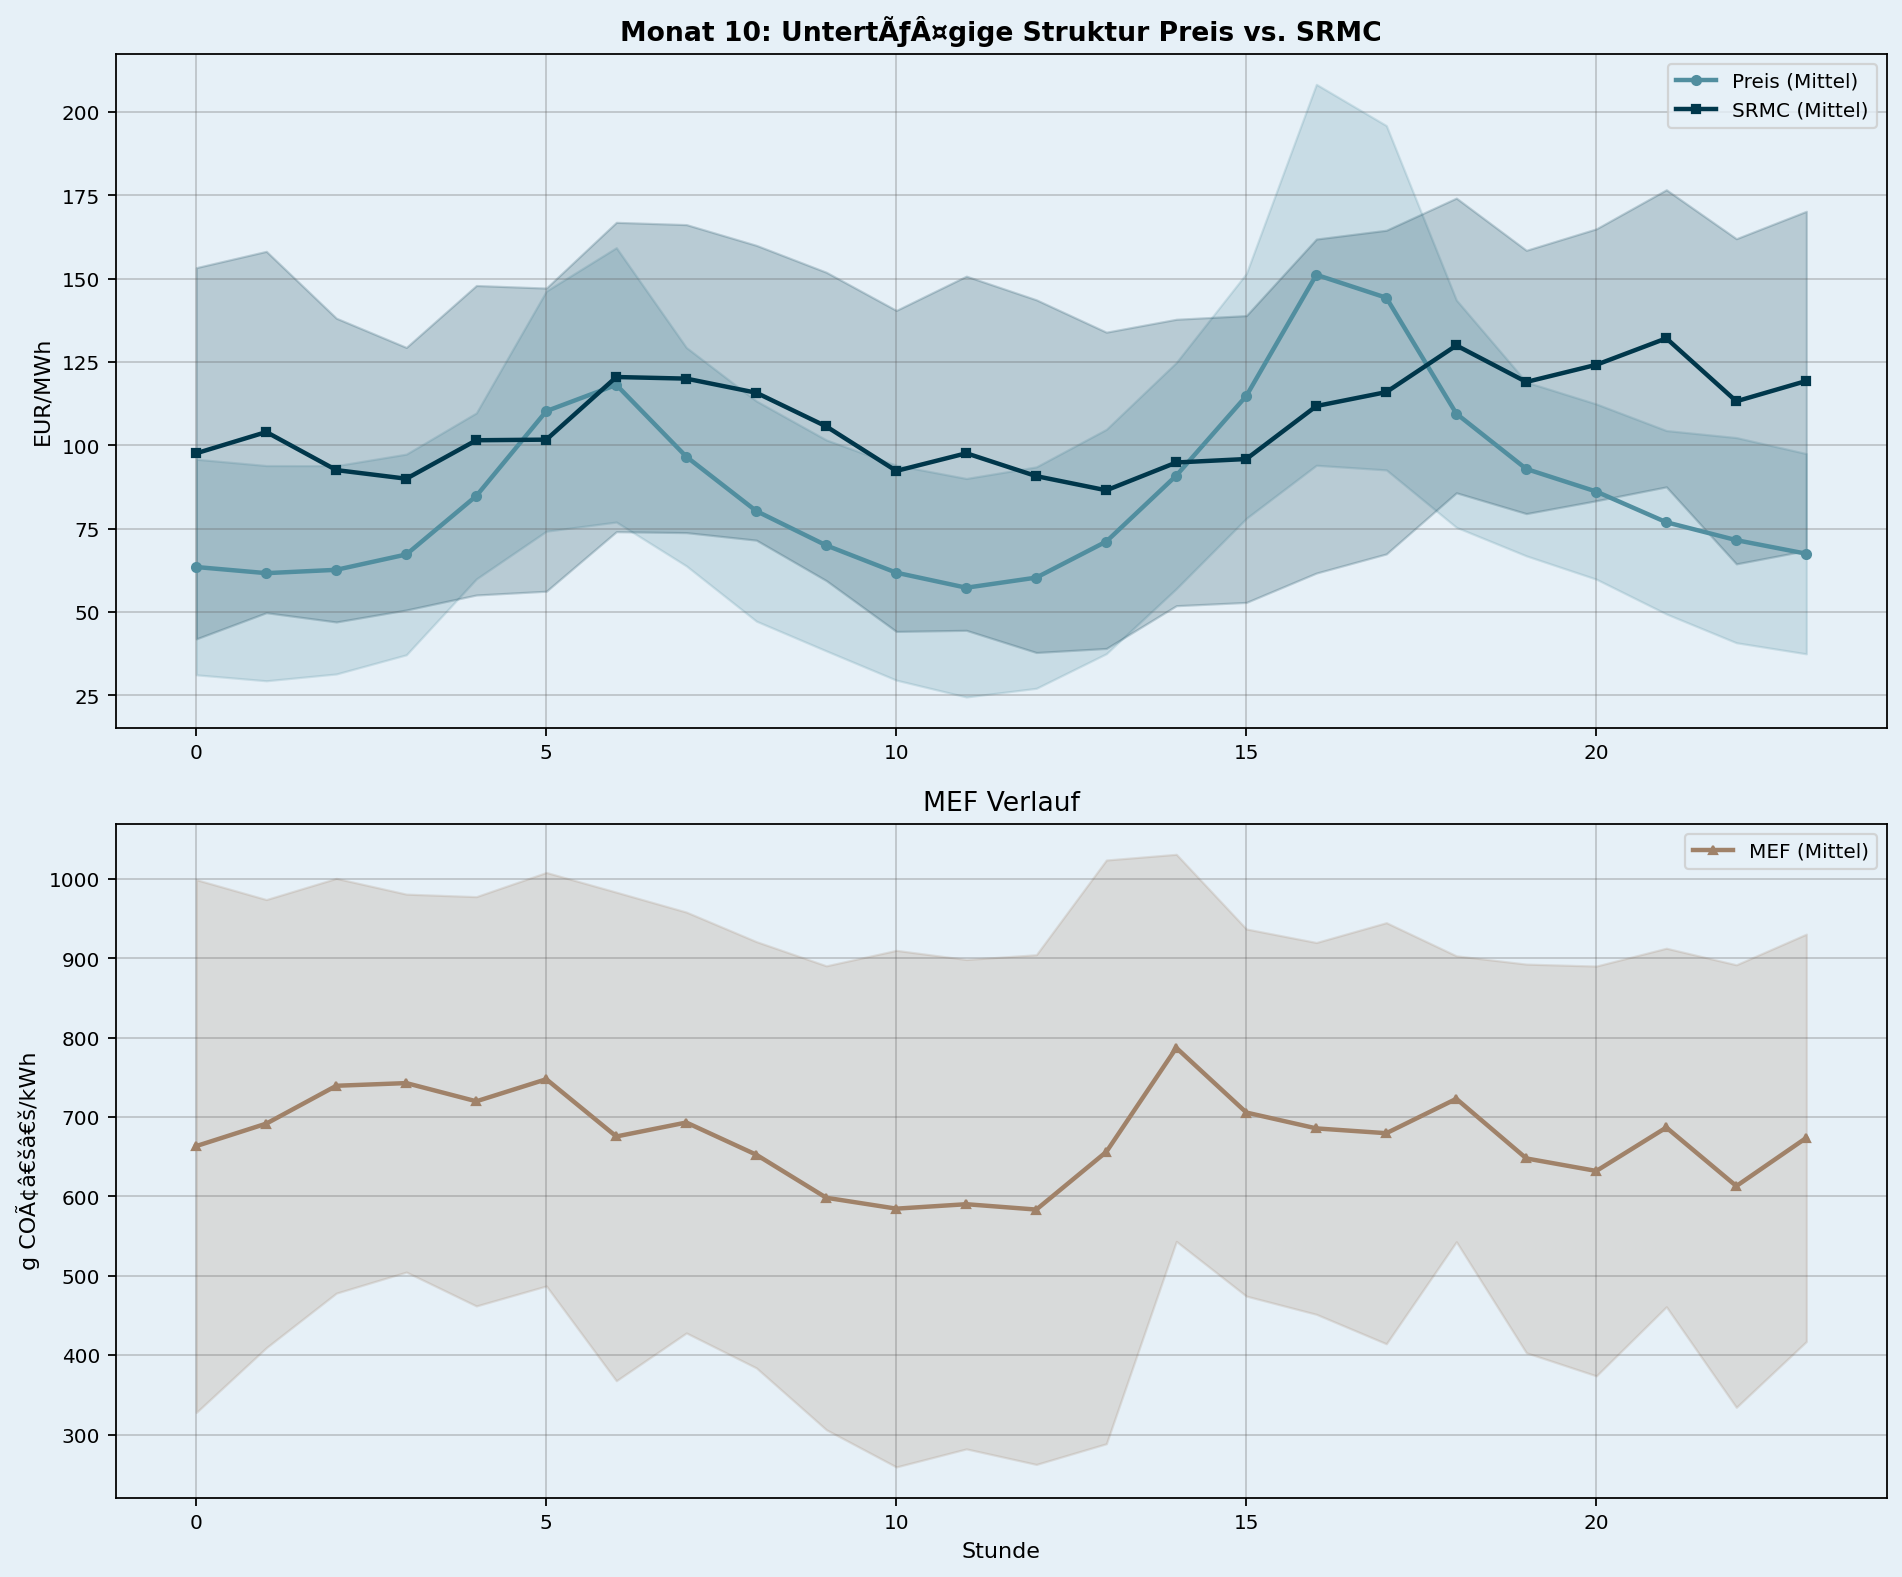 Monat 10: UntertÃƒÂ¤gige Struktur Preis vs. SRMC
Preis (Mittel)
SRMC (Mittel)
EUR/MWh
200
175
150
125
100
75
50
25
0 5 10 15 20
MEF Verlauf
MEF (Mittel)
g COÃ¢â€šâ€š/kWh
1000
900
800
700
600
500
400
300
0 5 10 15 20
Stunde